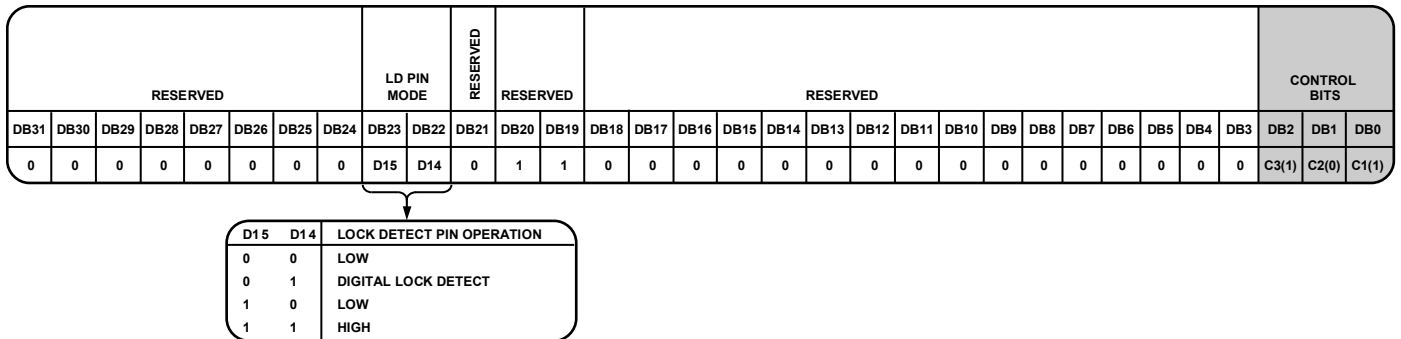 RESERVED
LD PIN
MODE
RESERVED
RESERVED
RESERVED
CONTROL
BITS
DB31 DB30 DB29 DB28 DB27 DB26 DB25 DB24 DB23 DB22 DB21 DB20 DB19 DB18 DB17 DB16 DB15 DB14 DB13 DB12 DB11 DB10 DB9 DB8 DB7 DB6 DB5 DB4 DB3 DB2 DB1 DB0
0 0 0 0 0 0 0 0 D15 D14 0 1 1 0 0 0 0 0 0 0 0 0 0 0 0 0 0 0 0 C3(1) C2(0) C1(1)
D15 D14 LOCK DETECT PIN OPERATION
0 0 LOW
0 1 DIGITAL LOCK DETECT
1 0 LOW
1 1 HIGH